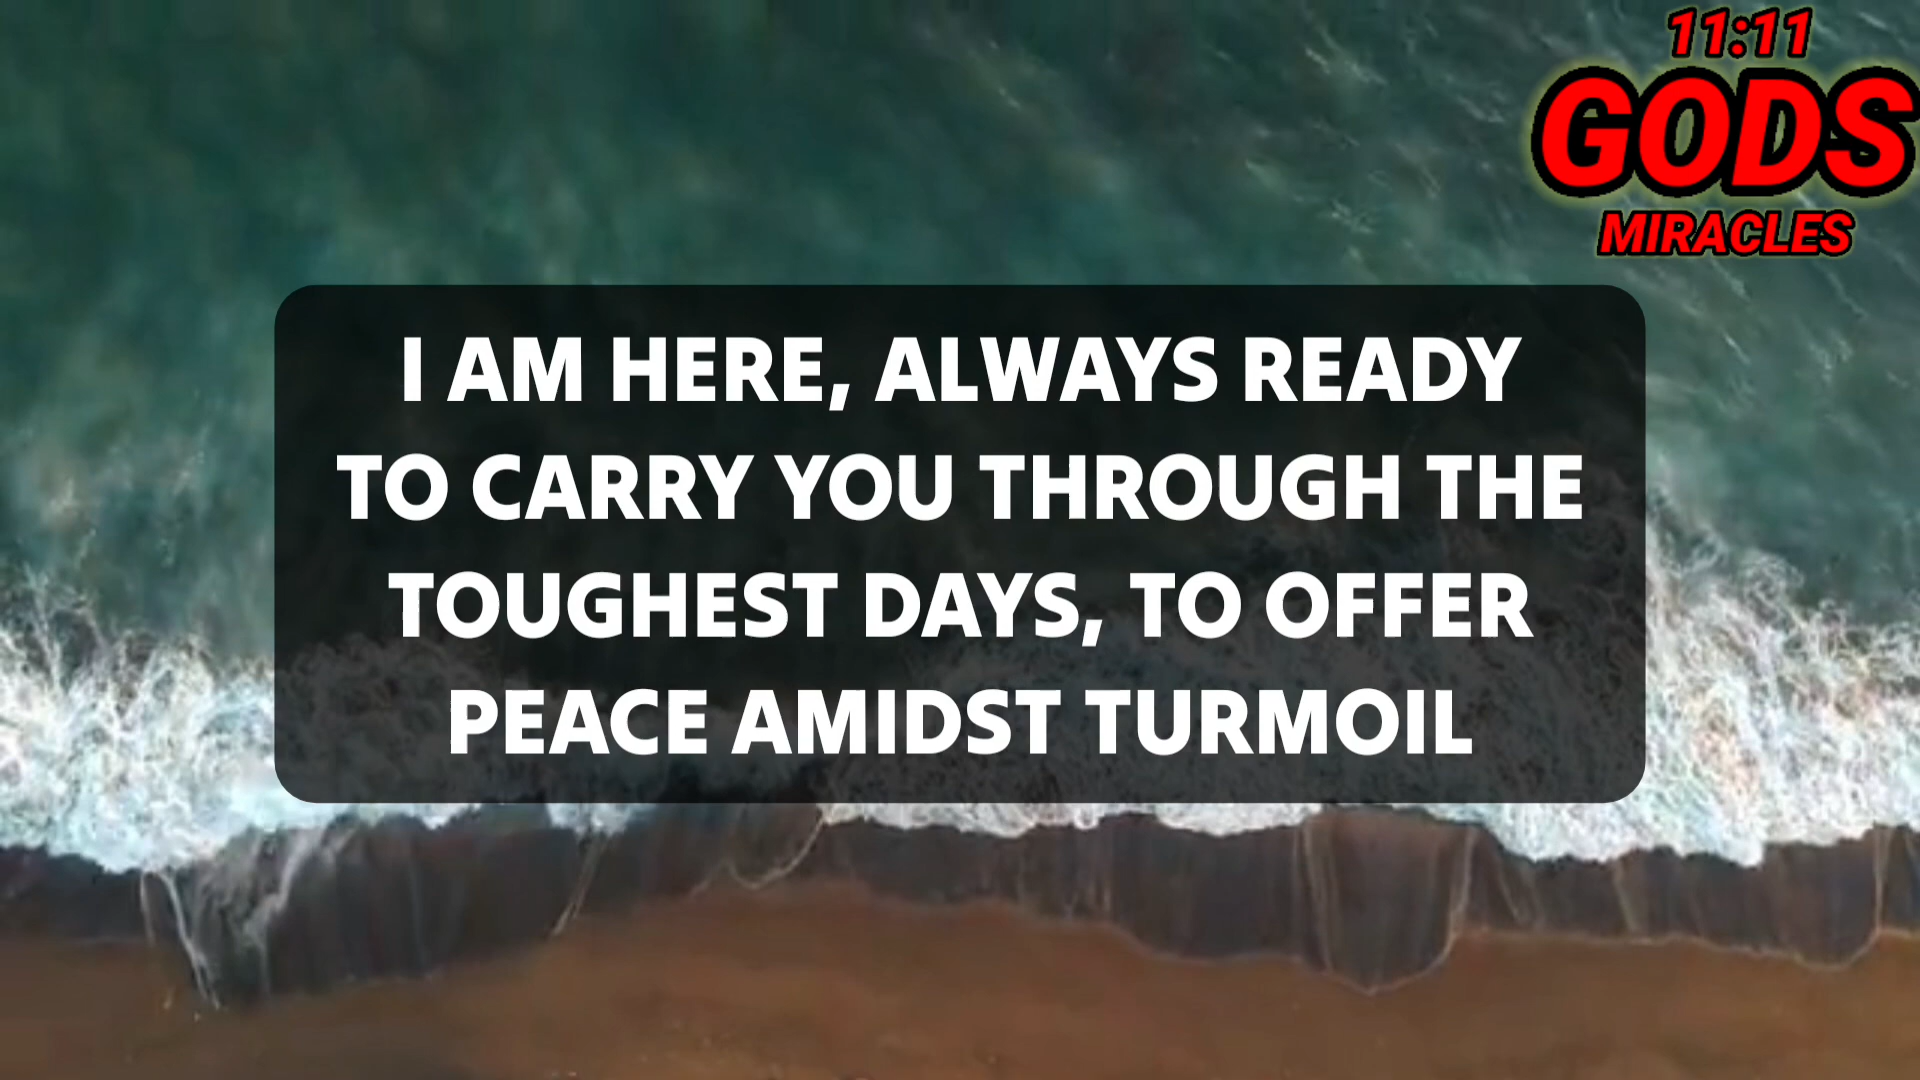 11:11
GODS
MIRACLES
I AM HERE, ALWAYS READY
TO CARRY YOU THROUGH THE
TOUGHEST DAYS, TO OFFER
PEACE AMIDST TURMOIL